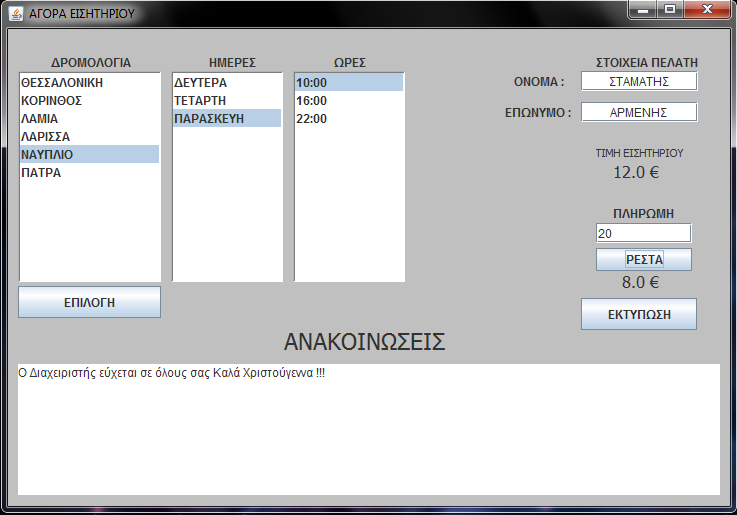 ΑΓΟΡΑ ΕΙΣΗΤΗΡΙΟΥ
ΔΡΟΜΟΛΟΓΙΑ
ΘΕΣΣΑΛΟΝΙΚΗ
ΚΟΡΙΝΘΟΣ
ΛΑΜΙΑ
ΛΑΡΙΣΣΑ
ΝΑΥΠΛΙΟ
ΠΑΤΡΑ
ΕΠΙΛΟΓΗ
ΗΜΕΡΕΣ
ΔΕΥΤΕΡΑ
ΤΕΤΑΡΤΗ
ΠΑΡΑΣΚΕΥΗ
ΩΡΕΣ
10:00
16:00
22:00
ΣΤΟΙΧΕΙΑ ΠΕΛΑΤΗ
ΟΝΟΜΑ : ΣΤΑΜΑΤΗΣ
ΕΠΩΝΥΜΟ : ΑΡΜΕΝΗΣ
ΤΙΜΗ ΕΙΣΗΤΗΡΙΟΥ
12.0 €
ΠΛΗΡΩΜΗ
20
ΡΕΣΤΑ
8.0 €
ΕΚΤΥΠΩΣΗ
ΑΝΑΚΟΙΝΩΣΕΙΣ
Ο Διαχειριστής εύχεται σε όλους σας Καλά Χριστούγεννα !!!